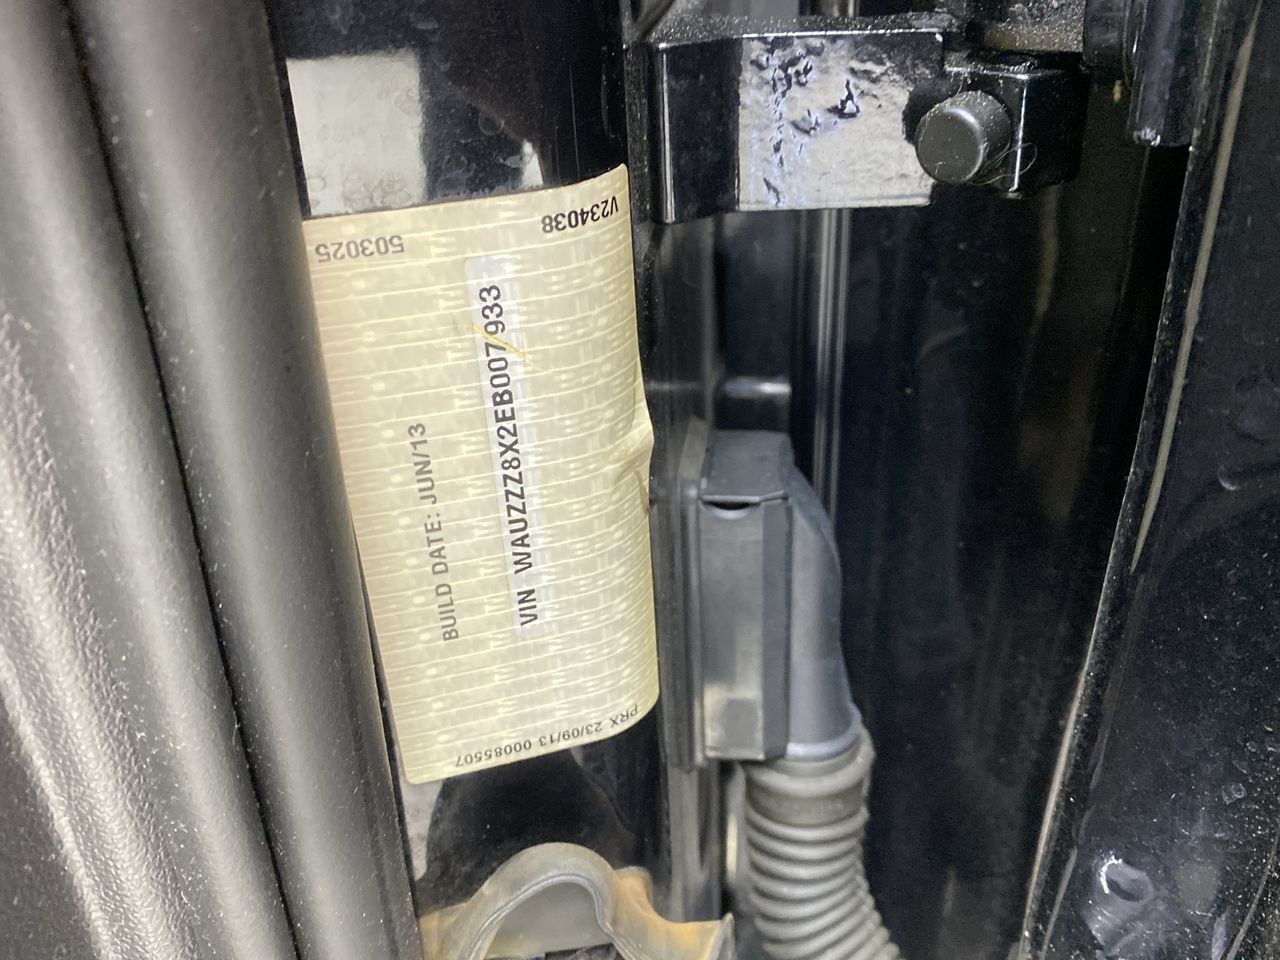 V234038
503025
VIN WAUZZZ8X2EB007933
BUILD DATE: JUN/13
PRX 23/09/13 00085507